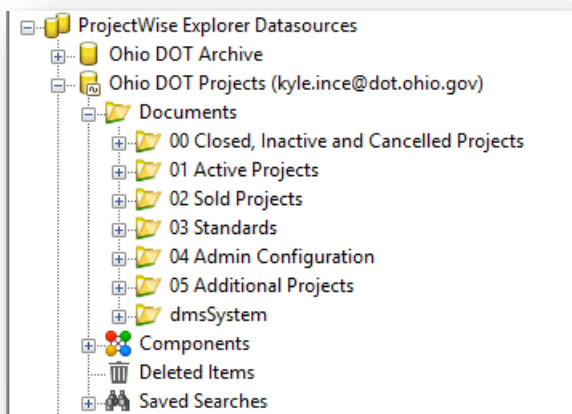 ProjectWise Explorer Datasources
Ohio DOT Archive
Ohio DOT Projects (kyle.ince@dot.ohio.gov)
Documents
00 Closed, Inactive and Cancelled Projects
01 Active Projects
02 Sold Projects
03 Standards
04 Admin Configuration
05 Additional Projects
dmsSystem
Components
Deleted Items
Saved Searches